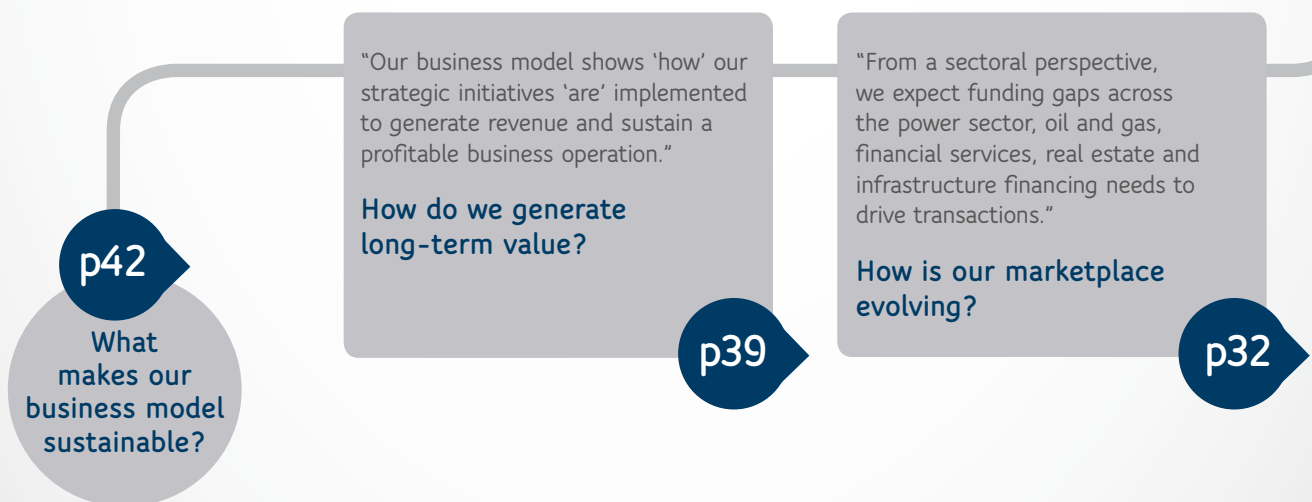 “Our business model shows ‘how’ our
strategic initiatives ‘are’ implemented
to generate revenue and sustain a
profitable business operation.”
How do we generate
long-term value?
p39
“From a sectoral perspective,
we expect funding gaps across
the power sector, oil and gas,
financial services, real estate and
infrastructure financing needs to
drive transactions.”
How is our marketplace
evolving?
p32
p42
What
makes our
business model
sustainable?